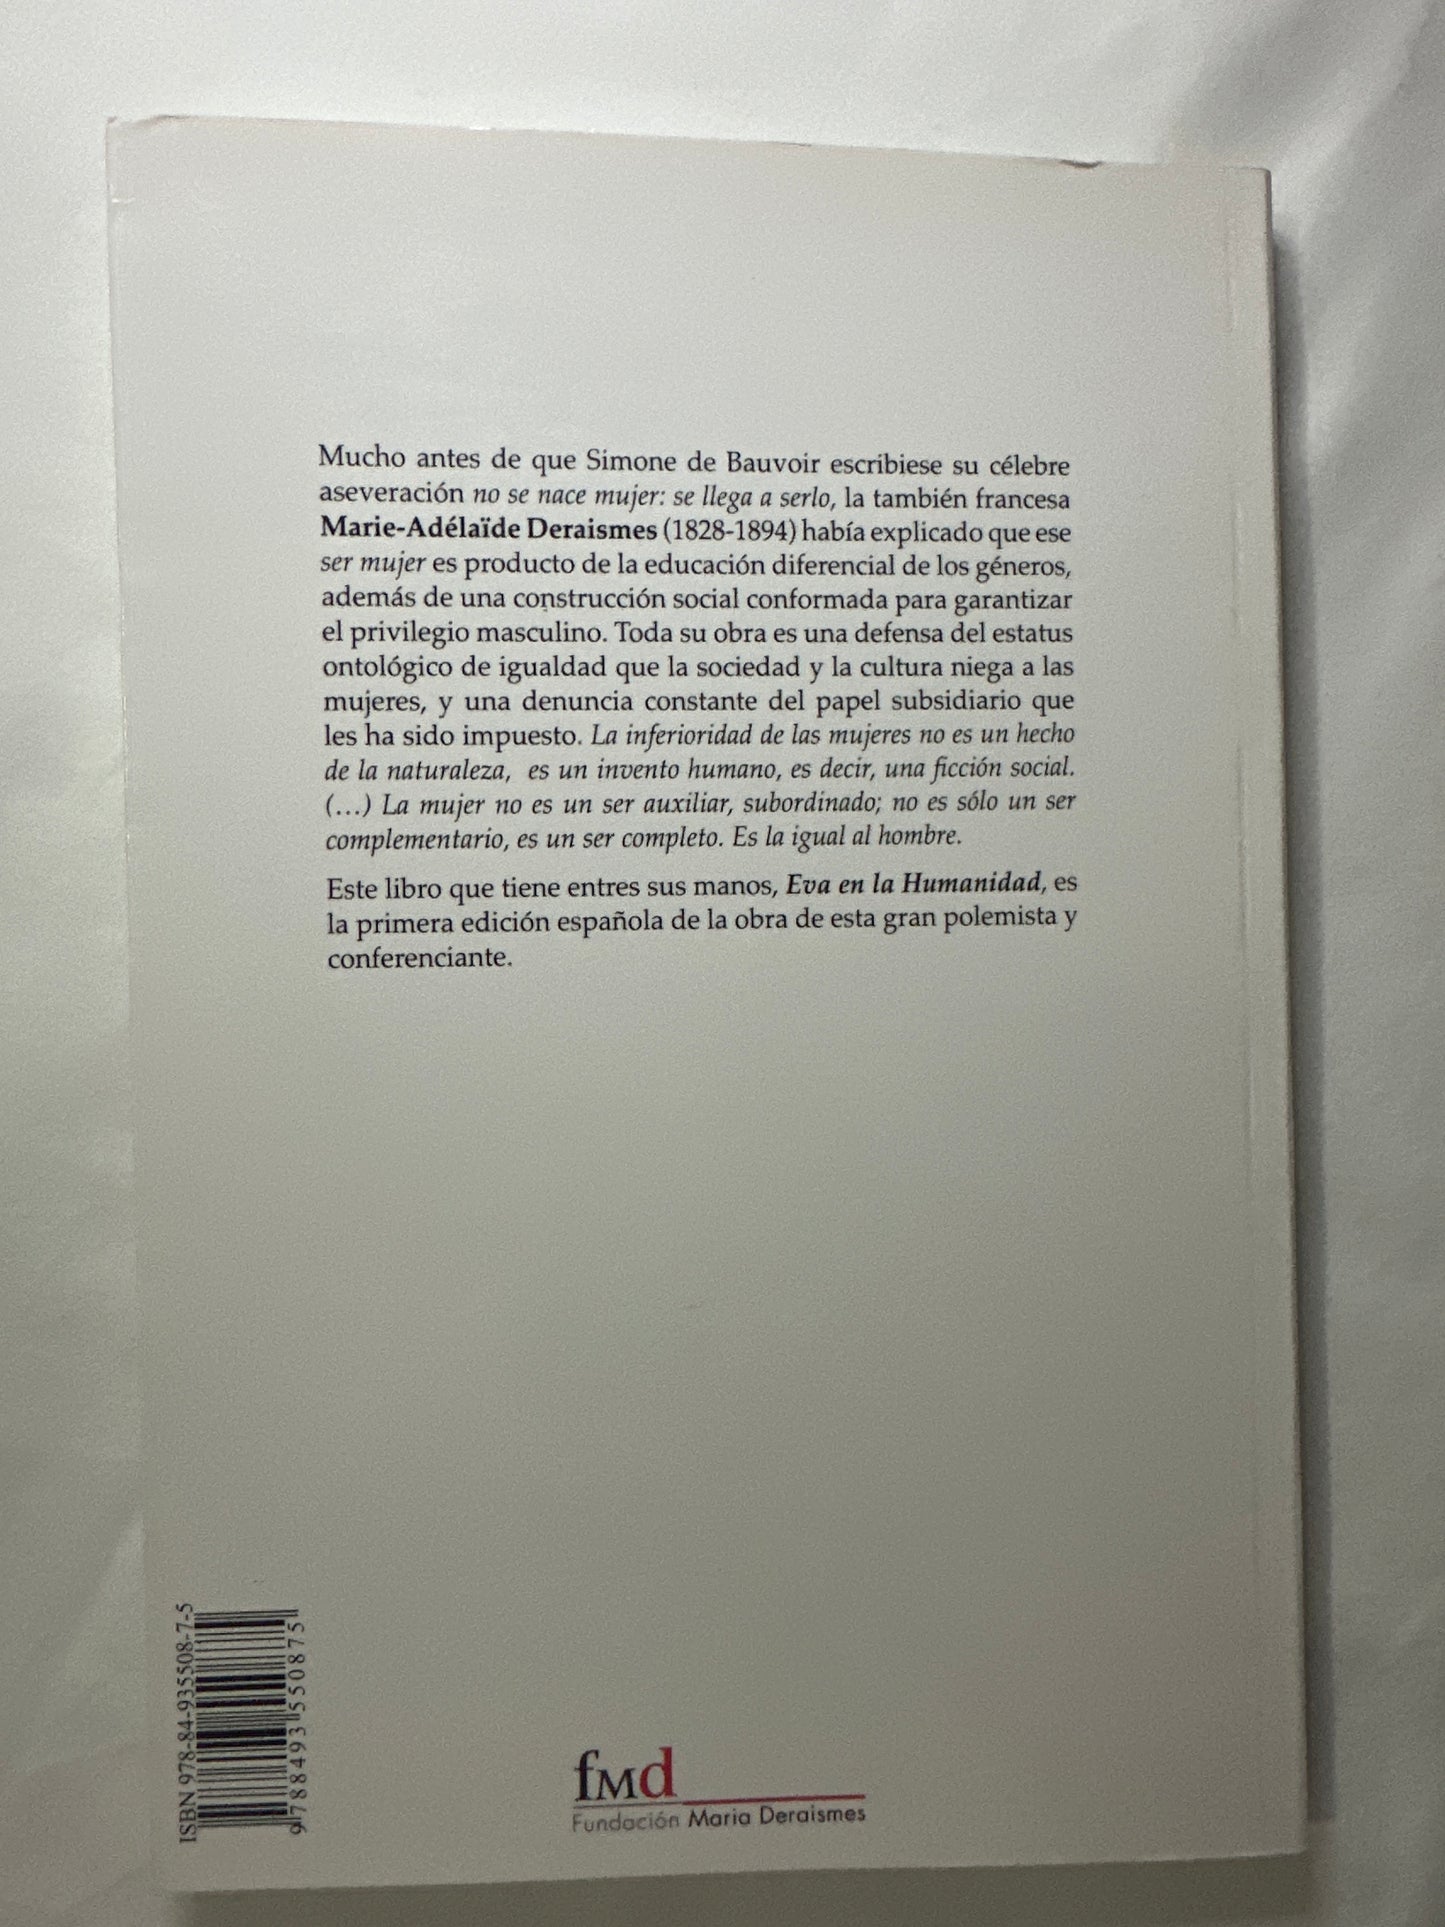 Mucho antes de que Simone de Bauvoir escribiese su célebre
aseveración no se nace mujer: se llega a serlo, la también francesa
Marie-Adélaïde Deraismes (1828-1894) había explicado que ese
ser mujer es producto de la educación diferencial de los géneros,
además de una construcción social conformada para garantizar
el privilegio masculino. Toda su obra es una defensa del estatus
ontológico de igualdad que la sociedad y la cultura niega a las
mujeres, y una denuncia constante del papel subsidiario que
les ha sido impuesto. La inferioridad de las mujeres no es un hecho
de la naturaleza, es un invento humano, es decir, una ficción social.
(...) La mujer no es un ser auxiliar, subordinado; no es sólo un ser
complementario, es un ser completo. Es la igual al hombre.
Este libro que tiene entres sus manos, Eva en la Humanidad, es
la primera edición española de la obra de esta gran polemista y
conferenciante.
ISBN 978-84-935508-7-5
9 788493 550875
fMd
Fundación Maria Deraismes